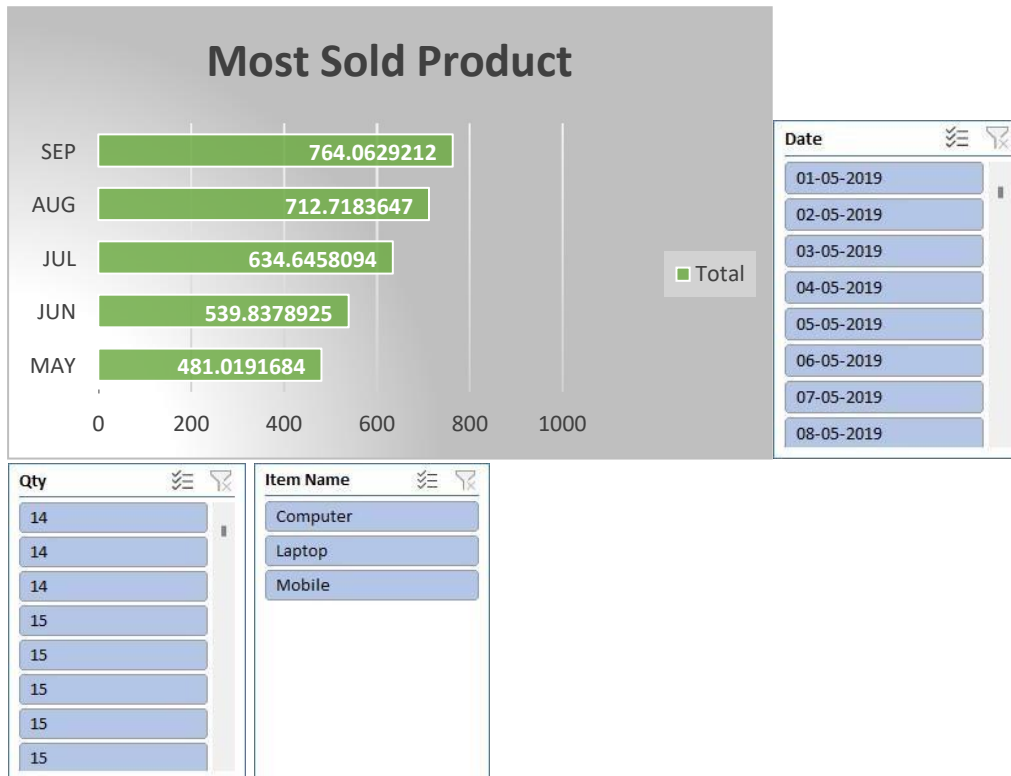 Most Sold Product
SEP 764.0629212
AUG 712.7183647
JUL 634.6458094
JUN 539.8378925
MAY 481.0191684
0 200 400 600 800 1000
Total
Date
01-05-2019
02-05-2019
03-05-2019
04-05-2019
05-05-2019
06-05-2019
07-05-2019
08-05-2019
Qty
14
14
14
15
15
15
15
15
Item Name
Computer
Laptop
Mobile